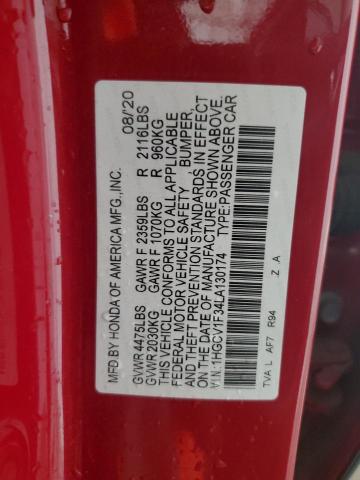 MFD BY HONDA OF AMERICA MFG.,INC. 08/20
GVWR 4475LBS GAWR F 2359LBS R 2116LBS
GVWR 2030KG GAWR F 1070KG R 960KG
THIS VEHICLE CONFORMS TO ALL APPLICABLE
FEDERAL MOTOR VEHICLE SAFETY , BUMPER,
AND THEFT PREVENTION STANDARDS IN EFFECT
ON THE DATE OF MANUFACTURE SHOWN ABOVE.
V.I.N.:1HGCV1F34LA130174 TYPE:PASSENGER CAR
TVA L AF7 R94 Z A